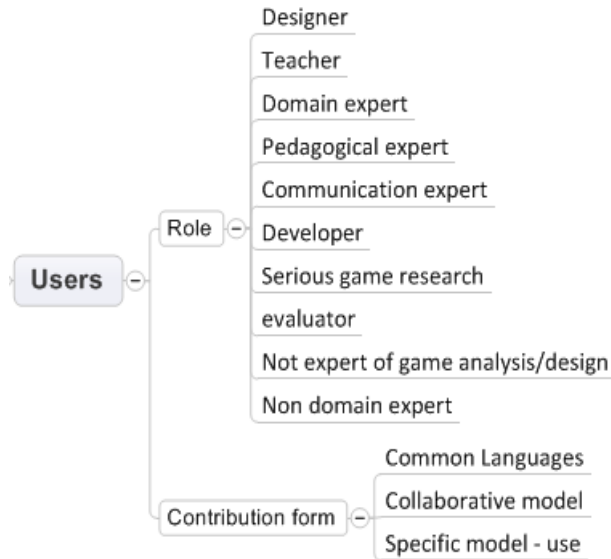 Designer
Teacher
Domain expert
Pedagogical expert
Communication expert
Role
Developer
Users
Serious game research
evaluator
Not expert of game analysis/design
Non domain expert
Common Languages
Contribution form
Collaborative model
Specific model - use